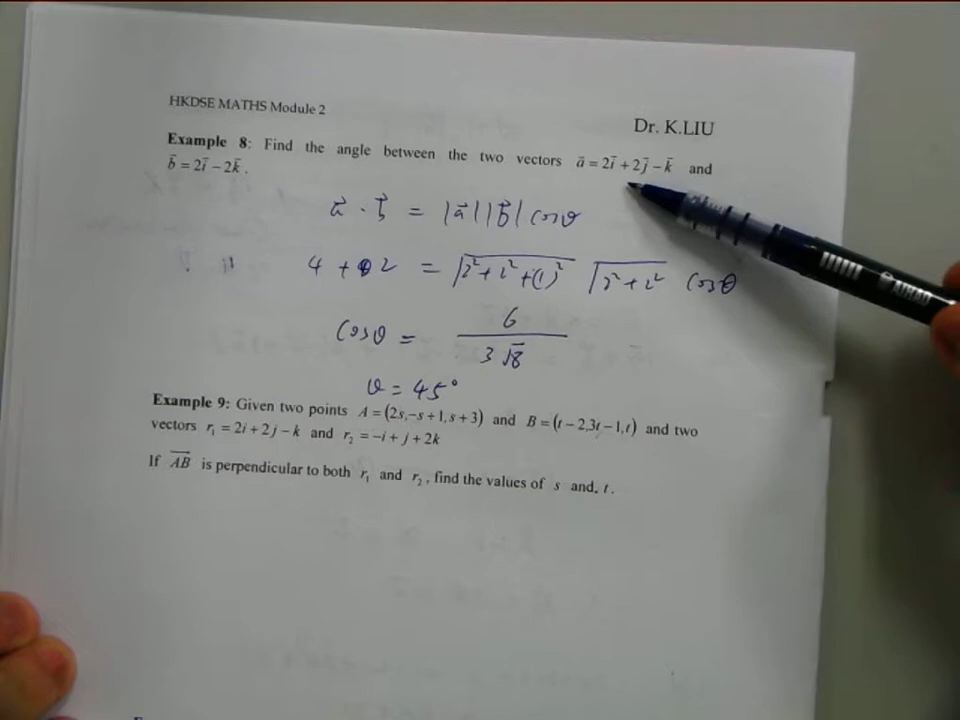 HKDSE MATHS Module 2
Dr. K.LIU
Example 8: Find the angle between the two vectors a⃗ = 2i⃗ + 2j⃗ − k⃗ and
b⃗ = 2i⃗ − 2k⃗ .
a⃗ · b⃗ = |a⃗||b⃗| cosθ
4 + 2 = √(2²+2²+(1)²) √(2²+2²) cosθ
cosθ = 6 / 3√8
θ = 45°
Example 9: Given two points A = (2s,−s+1,s+3) and B = (t−2,3t−1,t) and two
vectors r₁ = 2i + 2j − k and r₂ = −i + j + 2k
If AB is perpendicular to both r₁ and r₂ , find the values of s and, t .